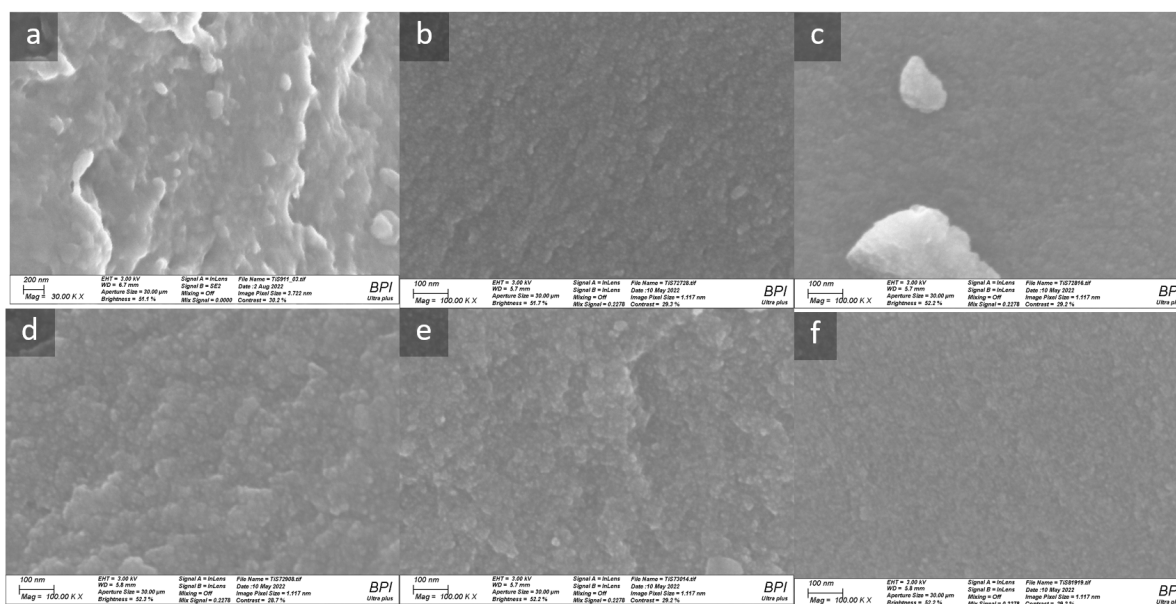 a
200 nm
Mag = 30.00 K X
EHT = 3.00 kV
WD = 6.7 mm
Aperture Size = 30.00 µm
Brightness = 51.1 %
Signal A = InLens
Signal B = SE2
Mixing = Off
Mix Signal = 0.0000
File Name = TiS911_03.tif
Date :2 Aug 2022
Image Pixel Size = 3.722 nm
Contrast = 30.2 %
BPI
Ultra plus
b
100 nm
Mag = 100.00 K X
EHT = 3.00 kV
WD = 5.7 mm
Aperture Size = 30.00 µm
Brightness = 51.7 %
Signal A = InLens
Signal B = InLens
Mixing = Off
Mix Signal = 0.2278
File Name = TiS72728.tif
Date :10 May 2022
Image Pixel Size = 1.117 nm
Contrast = 29.3 %
BPI
Ultra plus
c
100 nm
Mag = 100.00 K X
EHT = 3.00 kV
WD = 5.7 mm
Aperture Size = 30.00 µm
Brightness = 52.2 %
Signal A = InLens
Signal B = InLens
Mixing = Off
Mix Signal = 0.2278
File Name = TiS72816.tif
Date :10 May 2022
Image Pixel Size = 1.117 nm
Contrast = 29.2 %
BPI
Ultra plus
d
100 nm
Mag = 100.00 K X
EHT = 3.00 kV
WD = 5.8 mm
Aperture Size = 30.00 µm
Brightness = 52.3 %
Signal A = InLens
Signal B = InLens
Mixing = Off
Mix Signal = 0.2278
File Name = TiS72908.tif
Date :10 May 2022
Image Pixel Size = 1.117 nm
Contrast = 28.7 %
BPI
Ultra plus
e
100 nm
Mag = 100.00 K X
EHT = 3.00 kV
WD = 5.7 mm
Aperture Size = 30.00 µm
Brightness = 52.2 %
Signal A = InLens
Signal B = InLens
Mixing = Off
Mix Signal = 0.2278
File Name = TiS73014.tif
Date :10 May 2022
Image Pixel Size = 1.117 nm
Contrast = 29.2 %
BPI
Ultra plus
f
100 nm
Mag = 100.00 K X
EHT = 3.00 kV
WD = 5.8 mm
Aperture Size = 30.00 µm
Signal A = InLens
Signal B = InLens
Mixing = Off
File Name = TiS81919.tif
Date :10 May 2022
Image Pixel Size = 1.117 nm
BPI
Ultra plus